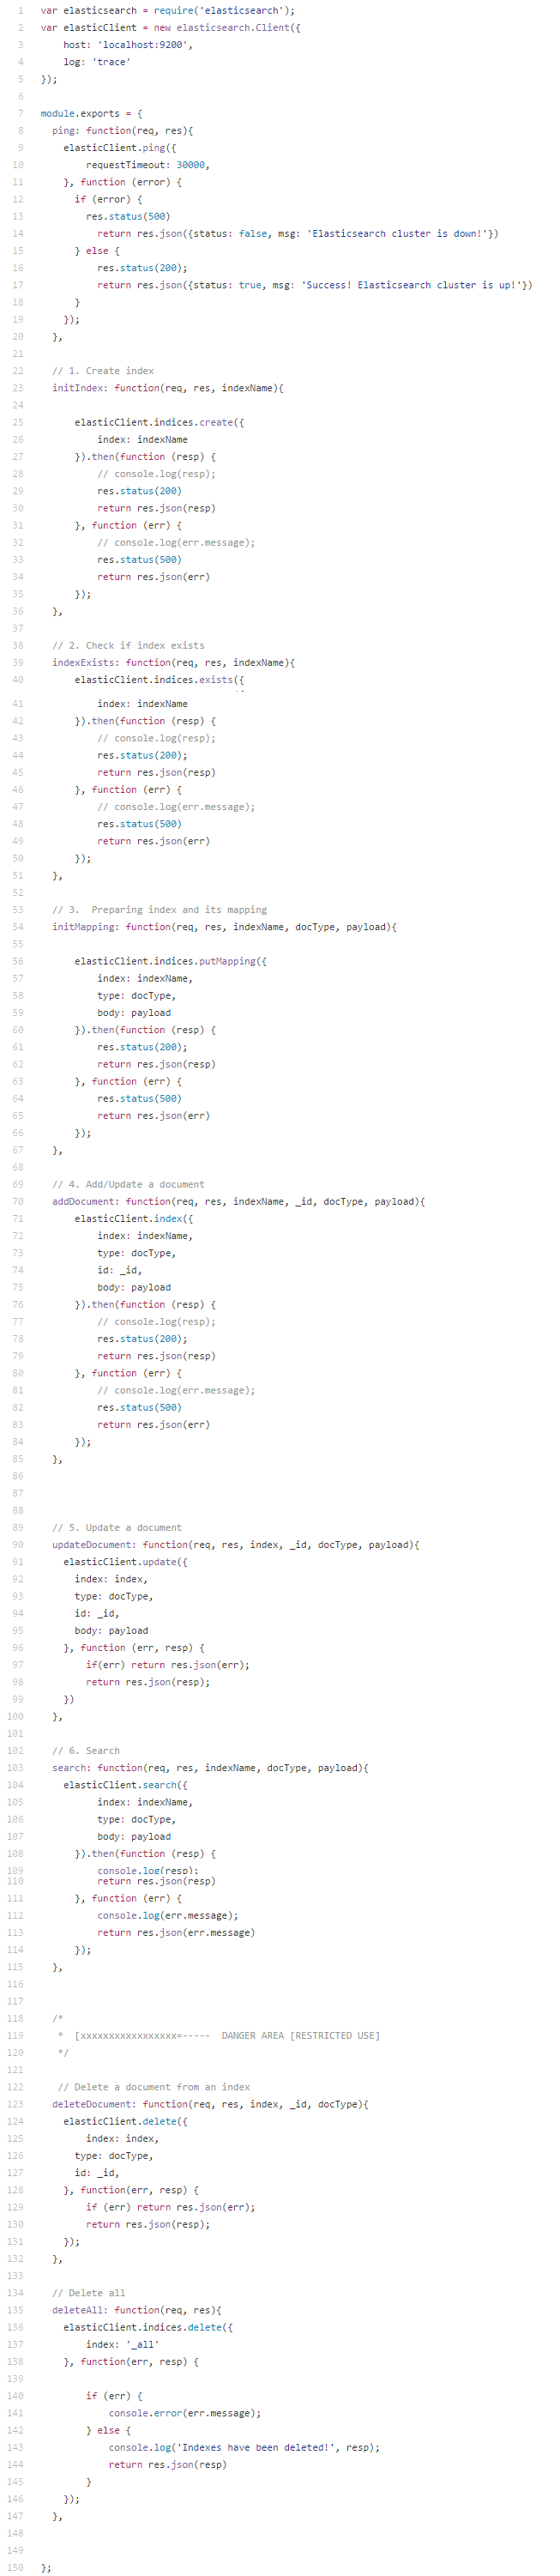 1 var elasticsearch = require('elasticsearch');
2 var elasticClient = new elasticsearch.Client({
3     host: 'localhost:9200',
4     log: 'trace'
5 });
6
7 module.exports = {
8   ping: function(req, res){
9     elasticClient.ping({
10         requestTimeout: 30000,
11     }, function (error) {
12       if (error) {
13         res.status(500)
14           return res.json({status: false, msg: 'Elasticsearch cluster is down!'})
15       } else {
16           res.status(200);
17           return res.json({status: true, msg: 'Success! Elasticsearch cluster is up!'})
18       }
19     });
20   },
21
22   // 1. Create index
23   initIndex: function(req, res, indexName){
24
25       elasticClient.indices.create({
26           index: indexName
27       }).then(function (resp) {
28           // console.log(resp);
29           res.status(200)
30           return res.json(resp)
31       }, function (err) {
32           // console.log(err.message);
33           res.status(500)
34           return res.json(err)
35       });
36   },
37
38   // 2. Check if index exists
39   indexExists: function(req, res, indexName){
40       elasticClient.indices.exists({
41           index: indexName
42       }).then(function (resp) {
43           // console.log(resp);
44           res.status(200);
45           return res.json(resp)
46       }, function (err) {
47           // console.log(err.message);
48           res.status(500)
49           return res.json(err)
50       });
51   },
52
53   // 3.  Preparing index and its mapping
54   initMapping: function(req, res, indexName, docType, payload){
55
56       elasticClient.indices.putMapping({
57           index: indexName,
58           type: docType,
59           body: payload
60       }).then(function (resp) {
61           res.status(200);
62           return res.json(resp)
63       }, function (err) {
64           res.status(500)
65           return res.json(err)
66       });
67   },
68
69   // 4. Add/Update a document
70   addDocument: function(req, res, indexName, _id, docType, payload){
71       elasticClient.index({
72           index: indexName,
73           type: docType,
74           id: _id,
75           body: payload
76       }).then(function (resp) {
77           // console.log(resp);
78           res.status(200);
79           return res.json(resp)
80       }, function (err) {
81           // console.log(err.message);
82           res.status(500)
83           return res.json(err)
84       });
85   },
86
87
88
89   // 5. Update a document
90   updateDocument: function(req, res, index, _id, docType, payload){
91     elasticClient.update({
92       index: index,
93       type: docType,
94       id: _id,
95       body: payload
96     }, function (err, resp) {
97         if(err) return res.json(err);
98         return res.json(resp);
99     })
100   },
101
102   // 6. Search
103   search: function(req, res, indexName, docType, payload){
104     elasticClient.search({
105           index: indexName,
106           type: docType,
107           body: payload
108       }).then(function (resp) {
109           console.log(resp);
110           return res.json(resp)
111       }, function (err) {
112           console.log(err.message);
113           return res.json(err.message)
114       });
115   },
116
117
118   /*
119    *  [xxxxxxxxxxxxxxxxx=-----  DANGER AREA [RESTRICTED USE]
120    */
121
122    // Delete a document from an index
123   deleteDocument: function(req, res, index, _id, docType){
124     elasticClient.delete({
125         index: index,
126       type: docType,
127       id: _id,
128     }, function(err, resp) {
129         if (err) return res.json(err);
130         return res.json(resp);
131     });
132   },
133
134   // Delete all
135   deleteAll: function(req, res){
136     elasticClient.indices.delete({
137         index: '_all'
138     }, function(err, resp) {
139
140         if (err) {
141             console.error(err.message);
142         } else {
143             console.log('Indexes have been deleted!', resp);
144             return res.json(resp)
145         }
146     });
147   },
148
149
150 };